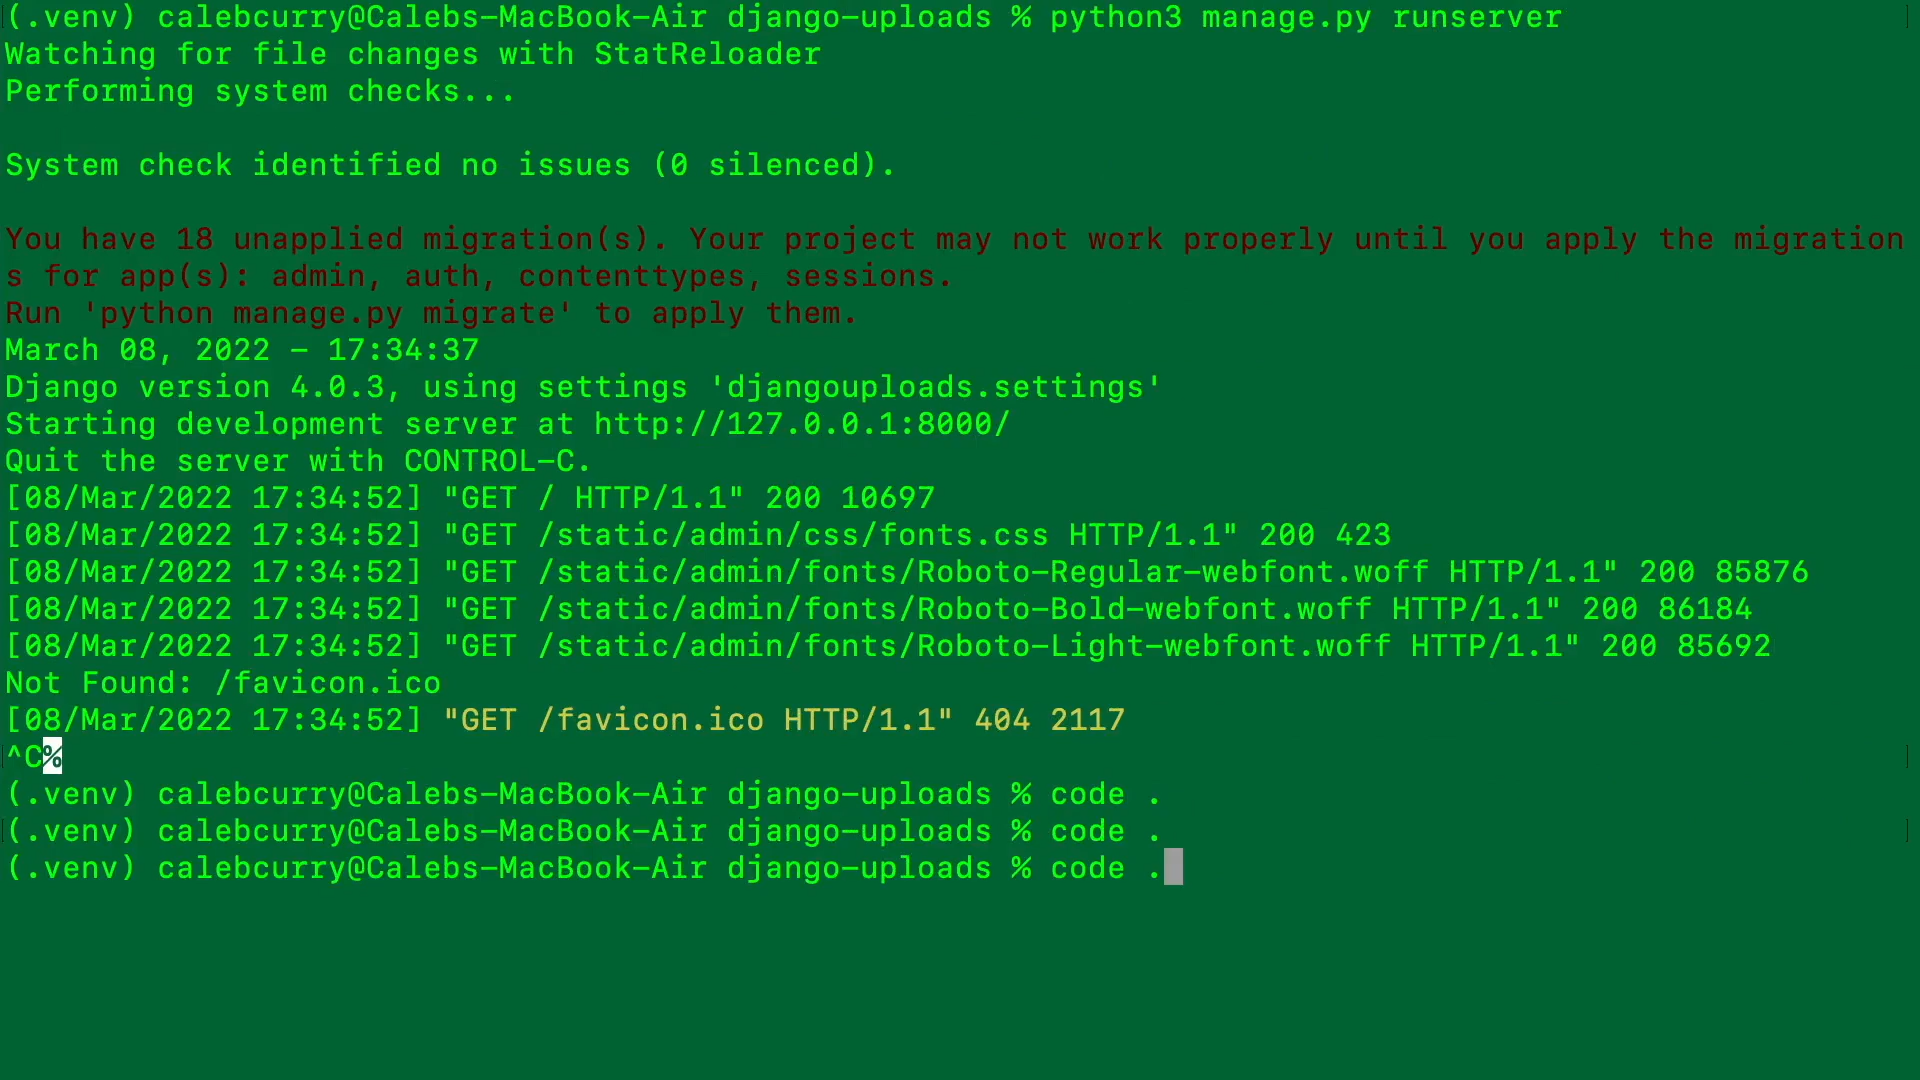 (.venv) calebcurry@Calebs-MacBook-Air django-uploads % python3 manage.py runserver
Watching for file changes with StatReloader
Performing system checks...
System check identified no issues (0 silenced).
You have 18 unapplied migration(s). Your project may not work properly until you apply the migration
s for app(s): admin, auth, contenttypes, sessions.
Run 'python manage.py migrate' to apply them.
March 08, 2022 - 17:34:37
Django version 4.0.3, using settings 'djangouploads.settings'
Starting development server at http://127.0.0.1:8000/
Quit the server with CONTROL-C.
[08/Mar/2022 17:34:52] "GET / HTTP/1.1" 200 10697
[08/Mar/2022 17:34:52] "GET /static/admin/css/fonts.css HTTP/1.1" 200 423
[08/Mar/2022 17:34:52] "GET /static/admin/fonts/Roboto-Regular-webfont.woff HTTP/1.1" 200 85876
[08/Mar/2022 17:34:52] "GET /static/admin/fonts/Roboto-Bold-webfont.woff HTTP/1.1" 200 86184
[08/Mar/2022 17:34:52] "GET /static/admin/fonts/Roboto-Light-webfont.woff HTTP/1.1" 200 85692
Not Found: /favicon.ico
[08/Mar/2022 17:34:52] "GET /favicon.ico HTTP/1.1" 404 2117
^C%
(.venv) calebcurry@Calebs-MacBook-Air django-uploads % code .
(.venv) calebcurry@Calebs-MacBook-Air django-uploads % code .
(.venv) calebcurry@Calebs-MacBook-Air django-uploads % code .